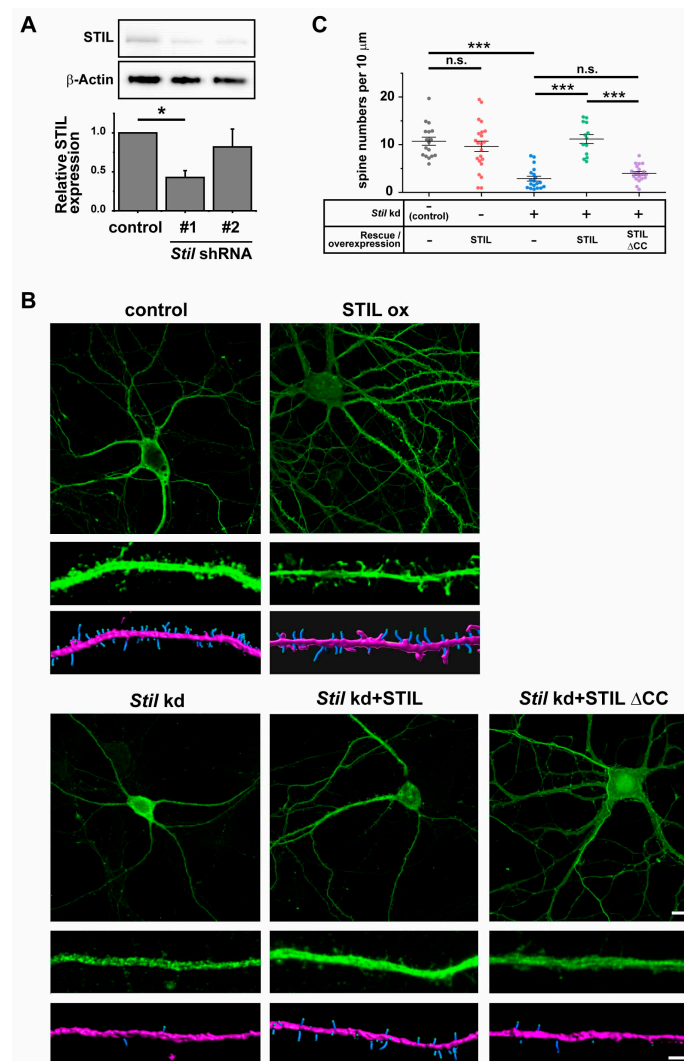 A
STIL
β-Actin
*
Relative STIL
expression
1.0
0.5
0.0
control
#1
#2
Stil shRNA
C
***
n.s.
n.s.
***
***
spine numbers per 10 μm
20
10
0
Stil kd
-
(control)
-
+
+
+
Rescue /
overexpression
-
STIL
-
STIL
STIL
ΔCC
B
control
STIL ox
Stil kd
Stil kd+STIL
Stil kd+STIL ΔCC